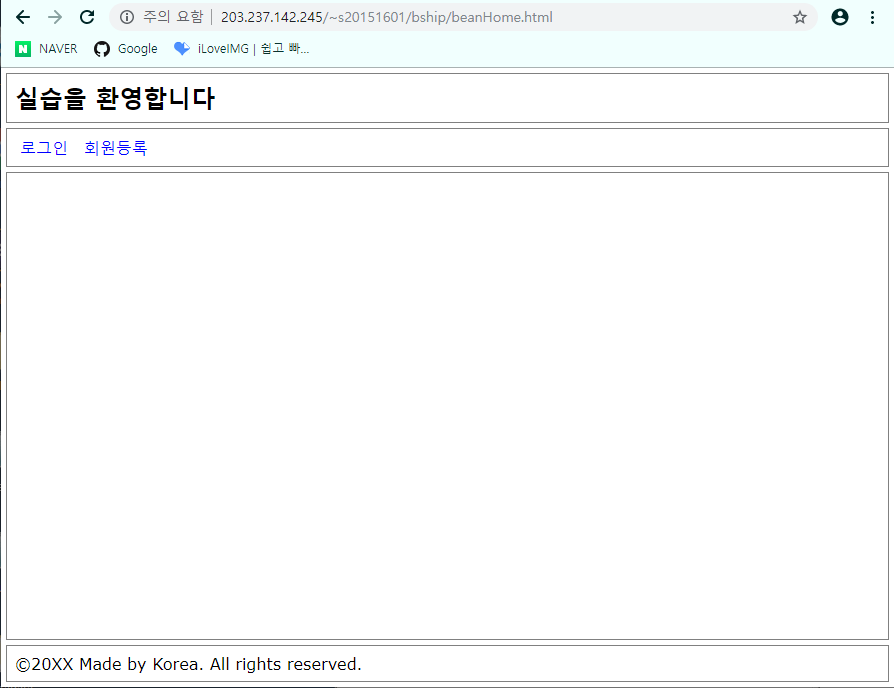 주의 요함 | 203.237.142.245/~s20151601/bship/beanHome.html
N NAVER Google iLoveIMG | 쉽고 빠...
실습을 환영합니다
로그인 회원등록
©20XX Made by Korea. All rights reserved.